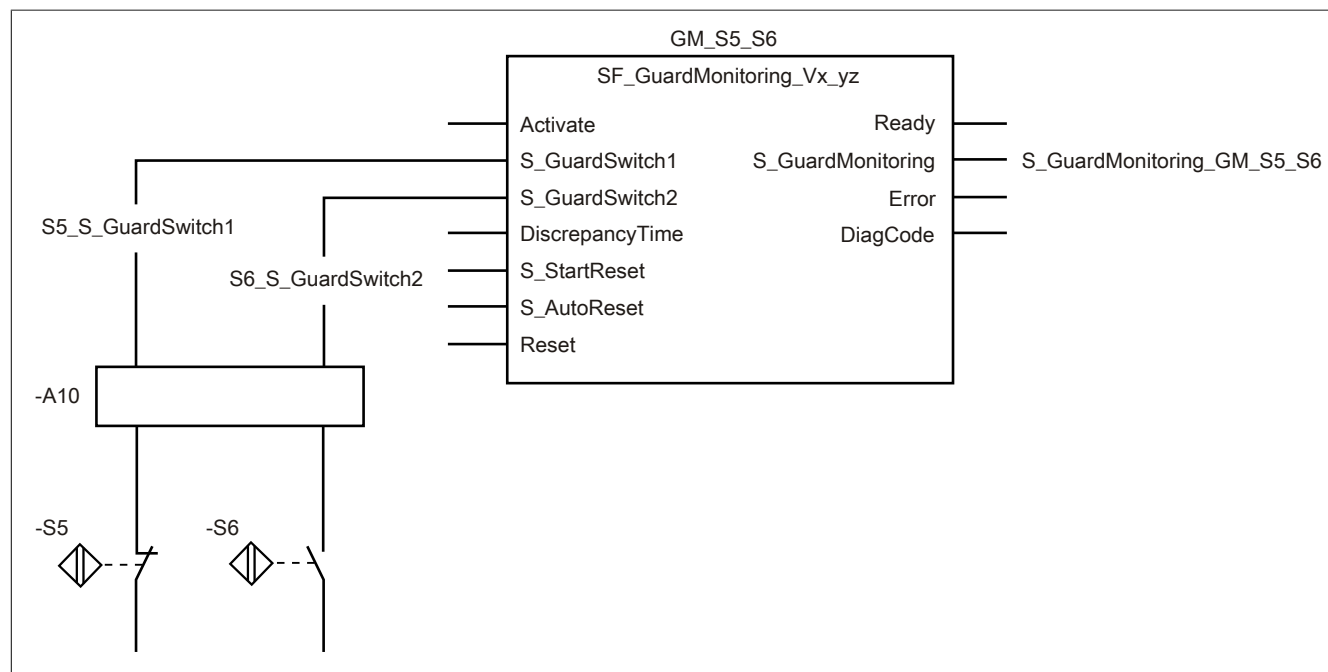 GM_S5_S6
SF_GuardMonitoring_Vx_yz
Activate
Ready
S_GuardSwitch1
S_GuardMonitoring
S_GuardMonitoring_GM_S5_S6
S_GuardSwitch2
Error
S5_S_GuardSwitch1
DiscrepancyTime
DiagCode
S6_S_GuardSwitch2
S_StartReset
S_AutoReset
Reset
-A10
-S5
-S6